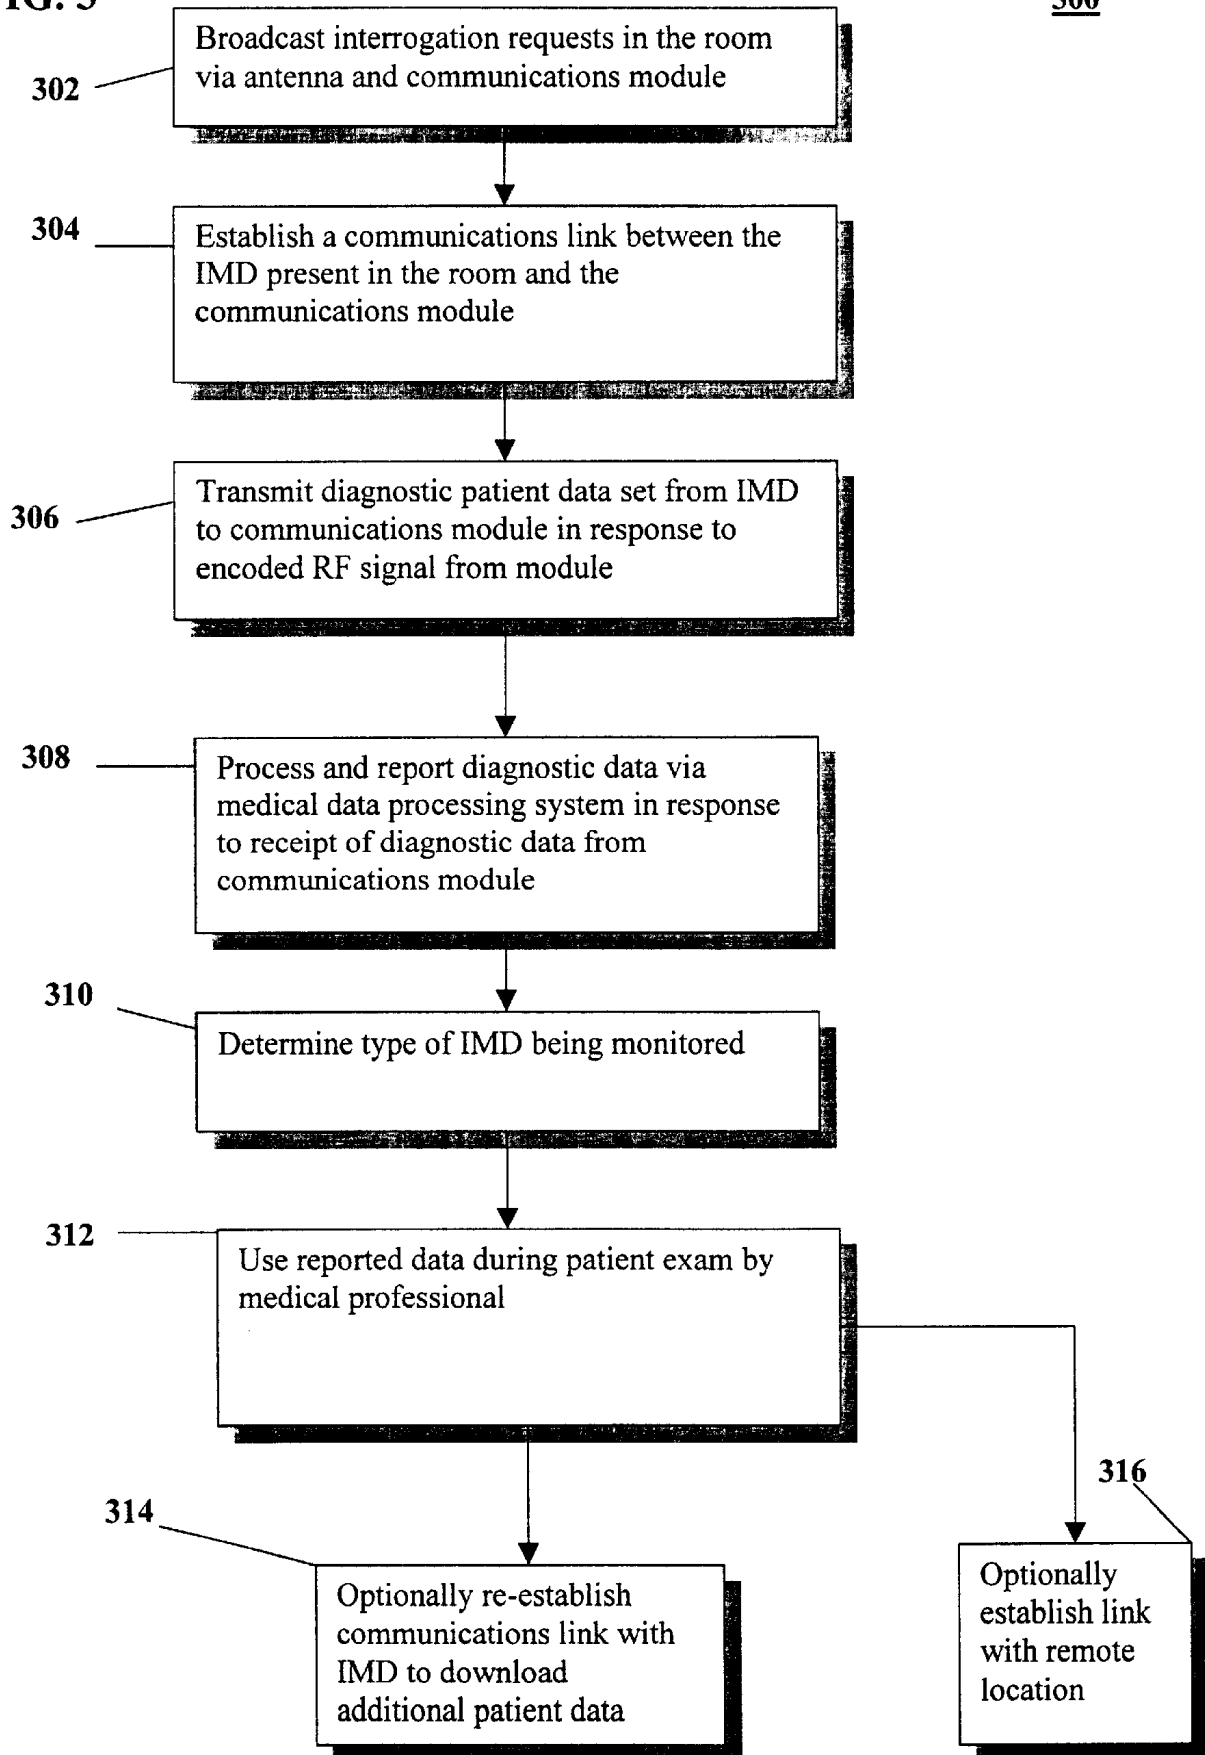 302
Broadcast interrogation requests in the room
via antenna and communications module
304
Establish a communications link between the
IMD present in the room and the
communications module
306
Transmit diagnostic patient data set from IMD
to communications module in response to
encoded RF signal from module
308
Process and report diagnostic data via
medical data processing system in response
to receipt of diagnostic data from
communications module
310
Determine type of IMD being monitored
312
Use reported data during patient exam by
medical professional
314
Optionally re-establish
communications link with
IMD to download
additional patient data
316
Optionally
establish link
with remote
location